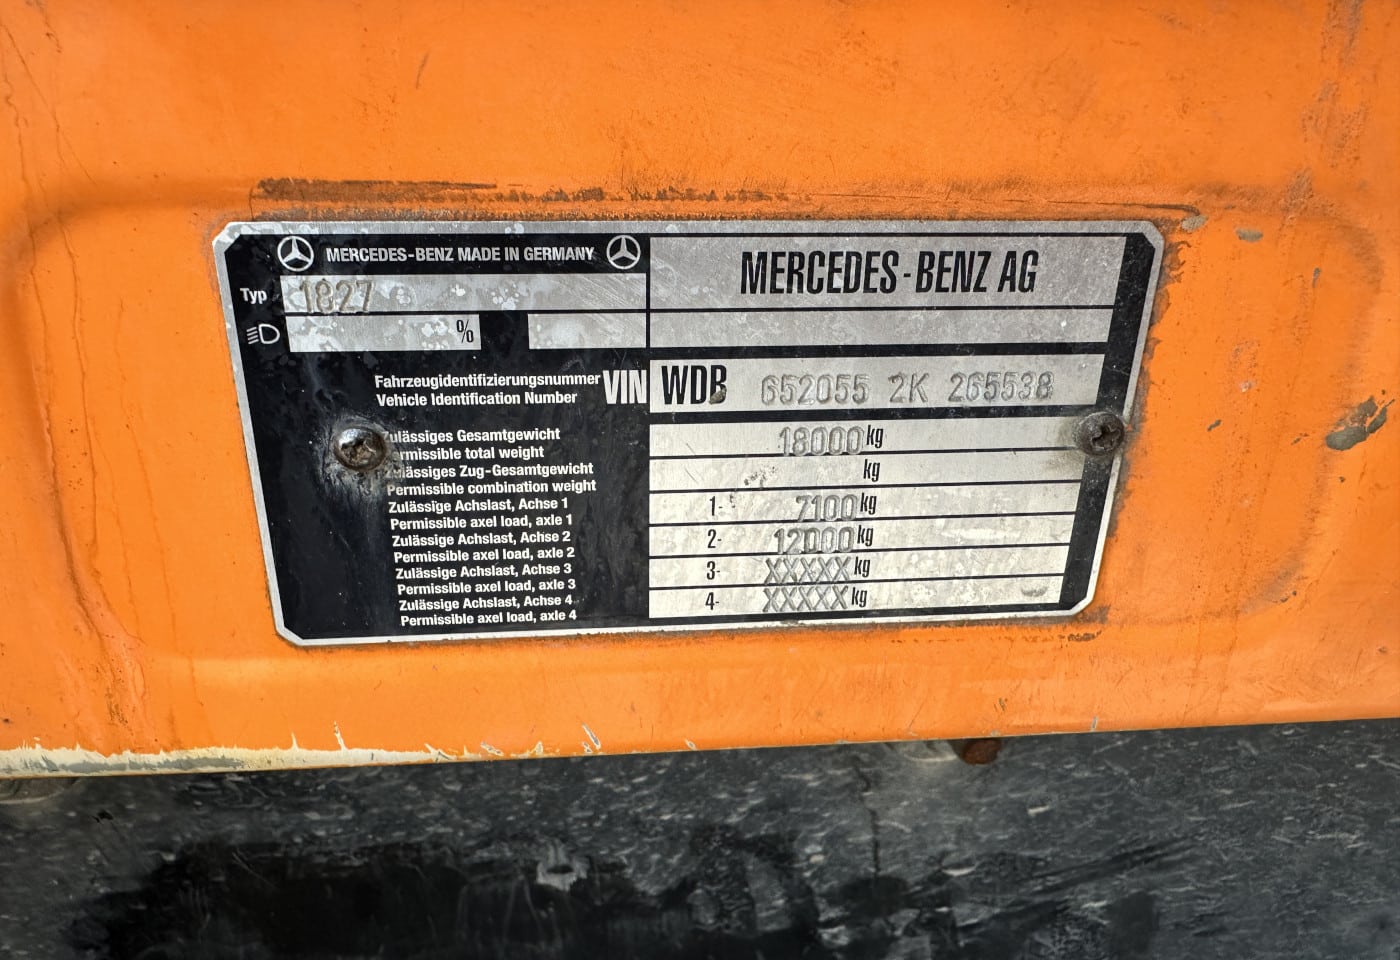 MERCEDES-BENZ MADE IN GERMANY
MERCEDES-BENZ AG
Typ 1827
%
Fahrzeugidentifizierungsnummer
Vehicle Identification Number
VIN WDB 652055 2K 265538
Zulässiges Gesamtgewicht
Permissible total weight
18000 kg
Zulässiges Zug-Gesamtgewicht
Permissible combination weight
kg
Zulässige Achslast, Achse 1
Permissible axel load, axle 1
1- 7100 kg
Zulässige Achslast, Achse 2
Permissible axel load, axle 2
2- 12000 kg
Zulässige Achslast, Achse 3
Permissible axel load, axle 3
3- XXXXX kg
Zulässige Achslast, Achse 4
Permissible axel load, axle 4
4- XXXXX kg